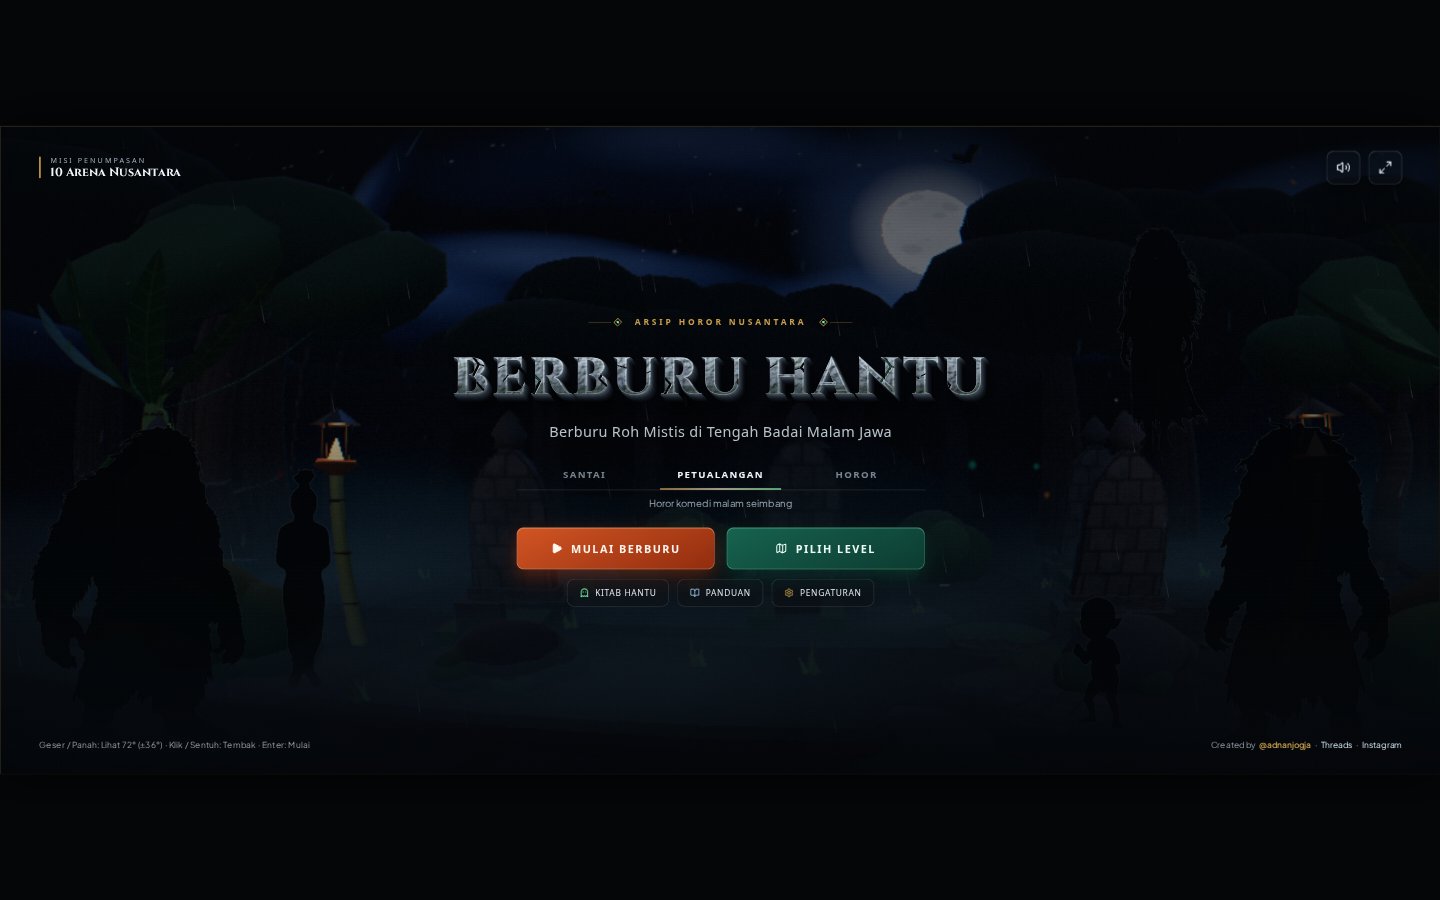 MISI PENUMPASAN
10 ARENA NUSANTARA
ARSIP HOROR NUSANTARA
BERBURU HANTU
Berburu Roh Mistis di Tengah Badai Malam Jawa
SANTAI PETUALANGAN HOROR
Horor komedi malam seimbang
MULAI BERBURU PILIH LEVEL
KITAB HANTU PANDUAN PENGATURAN
Geser / Panah: Lihat 72° (±36°) · Klik / Sentuh: Tembak · Enter: Mulai
Created by @adnanjogja · Threads · Instagram